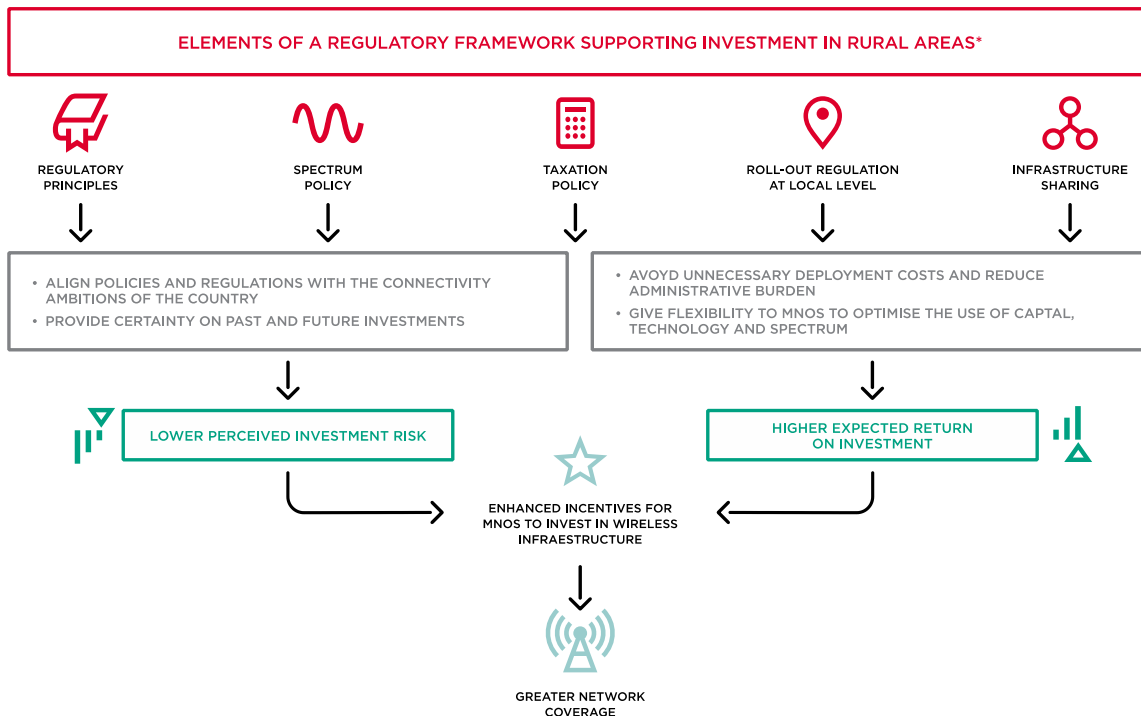 ELEMENTS OF A REGULATORY FRAMEWORK SUPPORTING INVESTMENT IN RURAL AREAS*
REGULATORY
PRINCIPLES
SPECTRUM
POLICY
TAXATION
POLICY
ROLL-OUT REGULATION
AT LOCAL LEVEL
INFRASTRUCTURE
SHARING
• ALIGN POLICIES AND REGULATIONS WITH THE CONNECTIVITY
AMBITIONS OF THE COUNTRY
• PROVIDE CERTAINTY ON PAST AND FUTURE INVESTMENTS
• AVOYD UNNECESSARY DEPLOYMENT COSTS AND REDUCE
ADMINISTRATIVE BURDEN
• GIVE FLEXIBILITY TO MNOS TO OPTIMISE THE USE OF CAPTAL,
TECHNOLOGY AND SPECTRUM
LOWER PERCEIVED INVESTMENT RISK
HIGHER EXPECTED RETURN
ON INVESTMENT
ENHANCED INCENTIVES FOR
MNOS TO INVEST IN WIRELESS
INFRAESTRUCTURE
GREATER NETWORK
COVERAGE